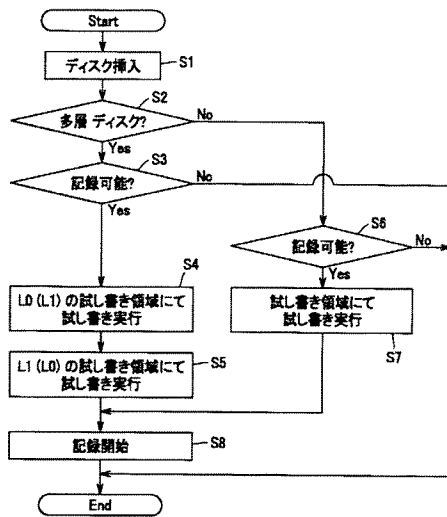 Start
ディスク挿入
S1
S2
多層 ディスク?
No
Yes
S3
記録可能?
No
Yes
S6
記録可能?
No
Yes
S4
L0 (L1) の試し書き領域にて
試し書き実行
試し書き領域にて
試し書き実行
S7
S5
L1 (L0) の試し書き領域にて
試し書き実行
S8
記録開始
End